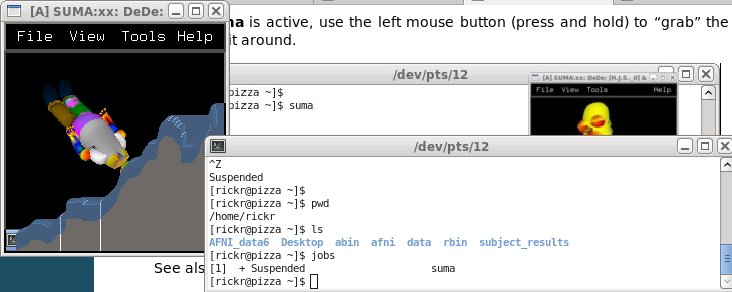 [A] SUMA:xx: DeDe:
File View Tools Help
ma is active, use the left mouse button (press and hold) to “grab” the
it around.
/dev/pts/12
pizza ~]$
pizza ~]$ suma
[A] SUMA:xx: DeDe: [H.J.S. _0] &
File View Tools Help
/dev/pts/12
^Z
Suspended
[rickr@pizza ~]$
[rickr@pizza ~]$ pwd
/home/rickr
[rickr@pizza ~]$ ls
AFNI_data6 Desktop abin afni data rbin subject_results
[rickr@pizza ~]$ jobs
[1] + Suspended suma
[rickr@pizza ~]$
See als